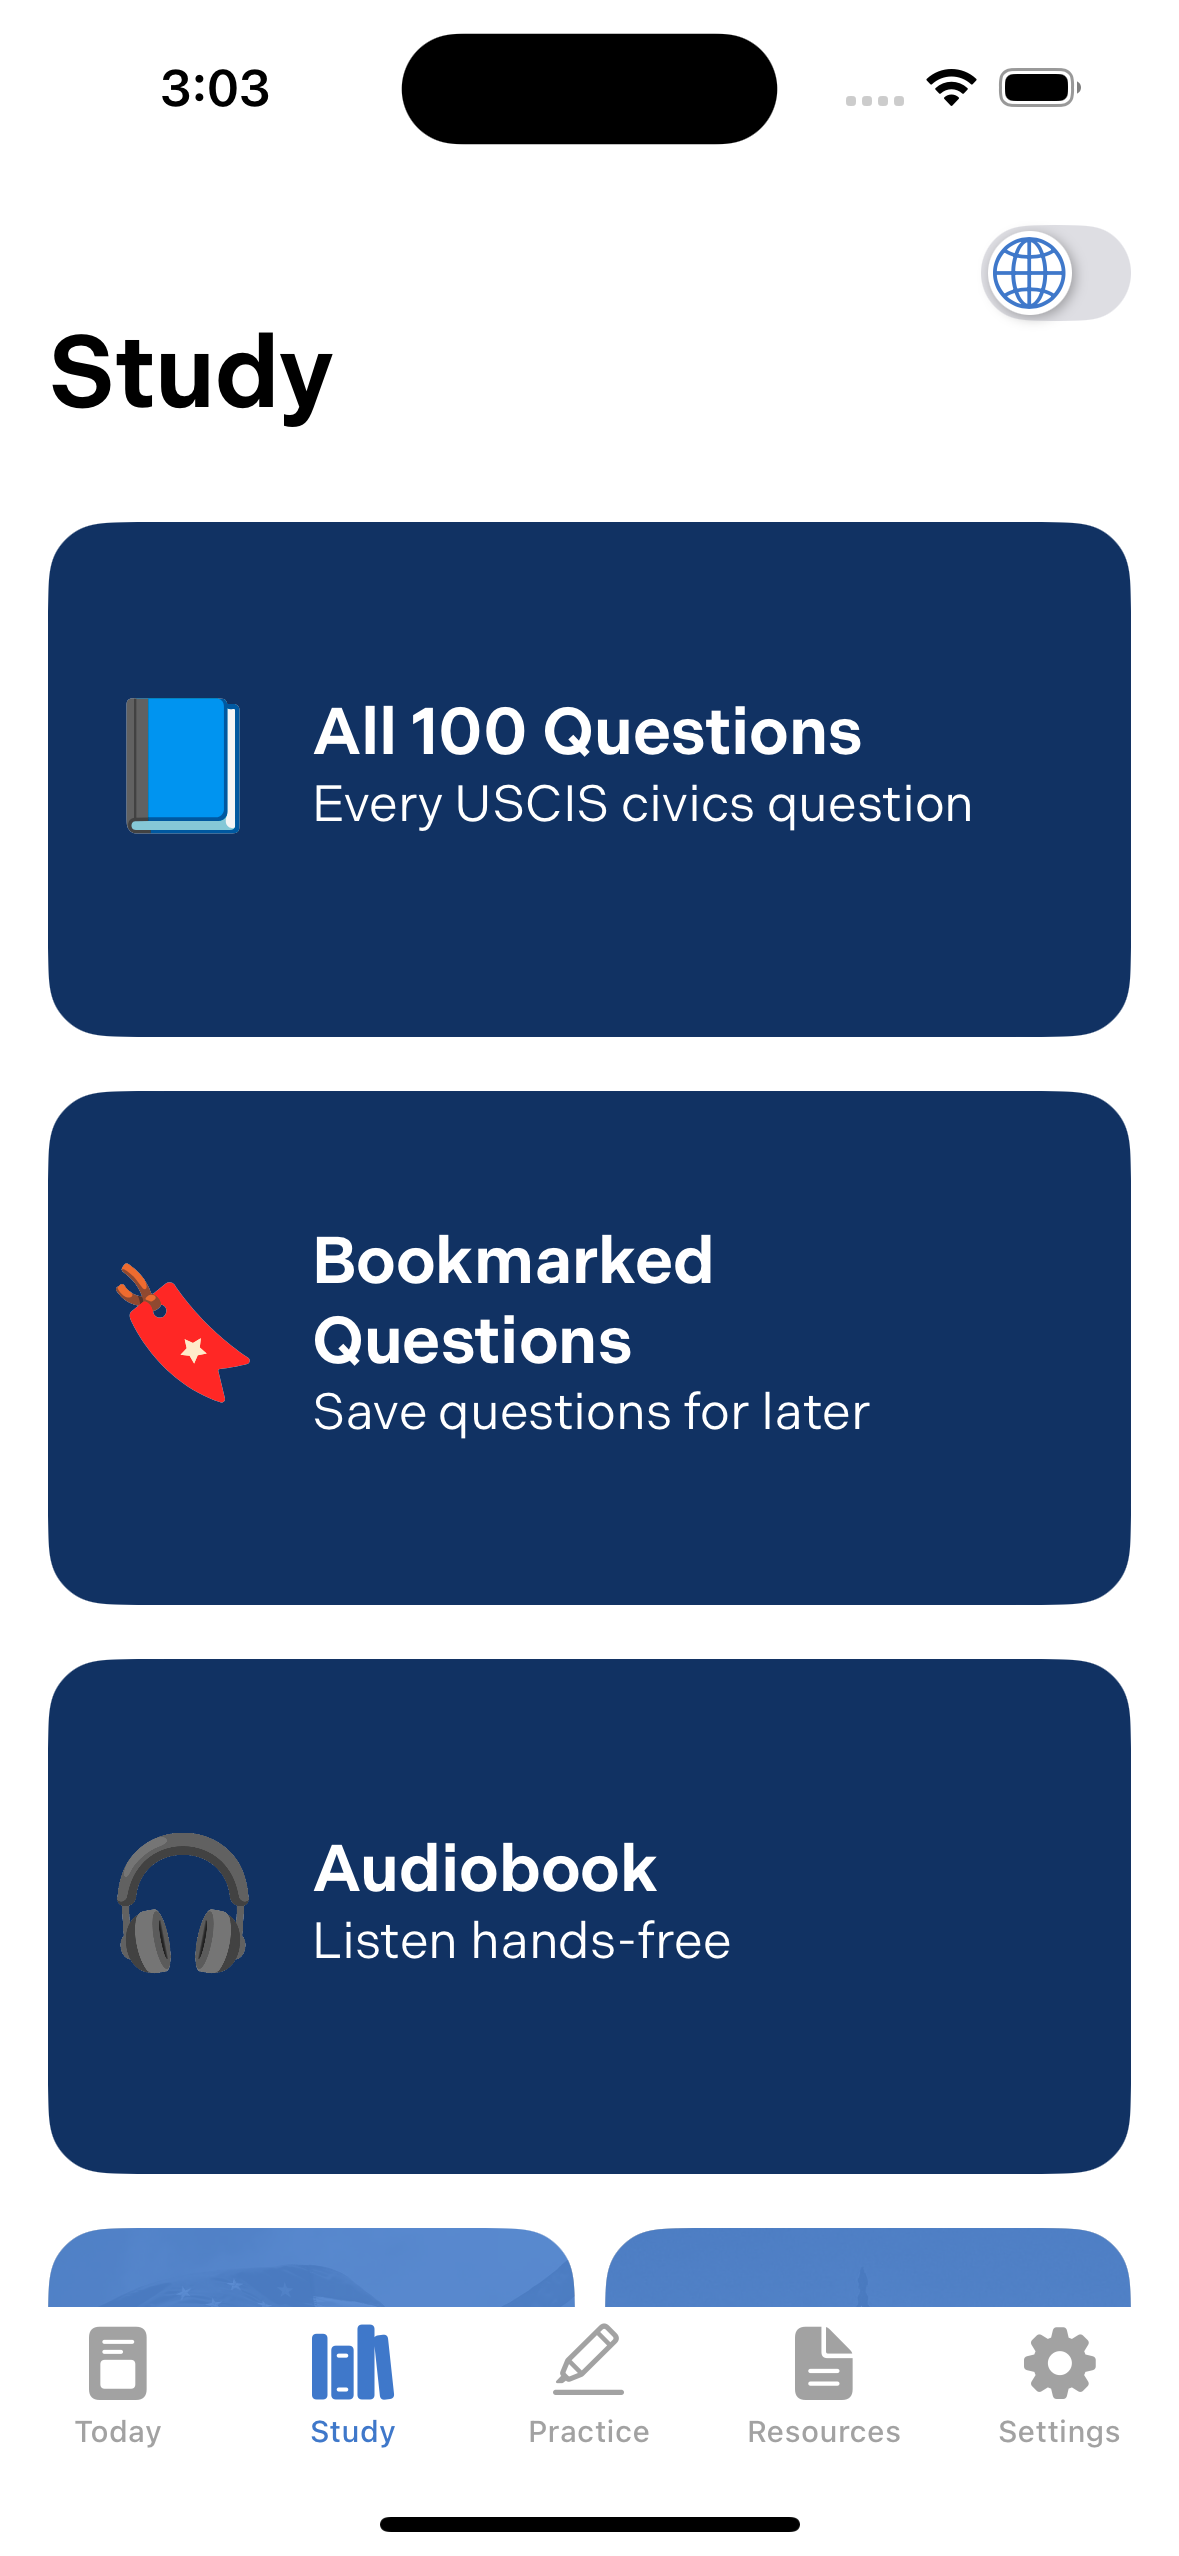 3:03
Study
All 100 Questions
Every USCIS civics question
Bookmarked
Questions
Save questions for later
Audiobook
Listen hands-free
Today
Study
Practice
Resources
Settings